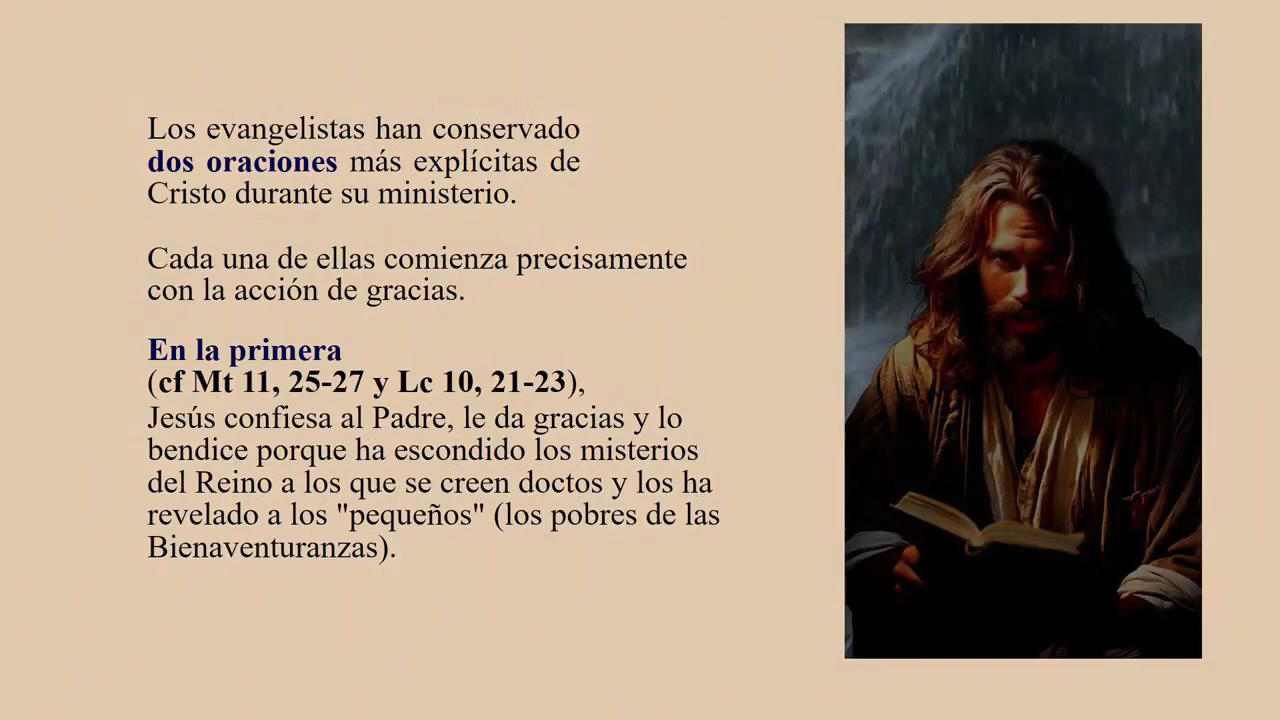 Los evangelistas han conservado
dos oraciones más explícitas de
Cristo durante su ministerio.
Cada una de ellas comienza precisamente
con la acción de gracias.
En la primera
(cf Mt 11, 25-27 y Lc 10, 21-23),
Jesús confiesa al Padre, le da gracias y lo
bendice porque ha escondido los misterios
del Reino a los que se creen doctos y los ha
revelado a los "pequeños" (los pobres de las
Bienaventuranzas).